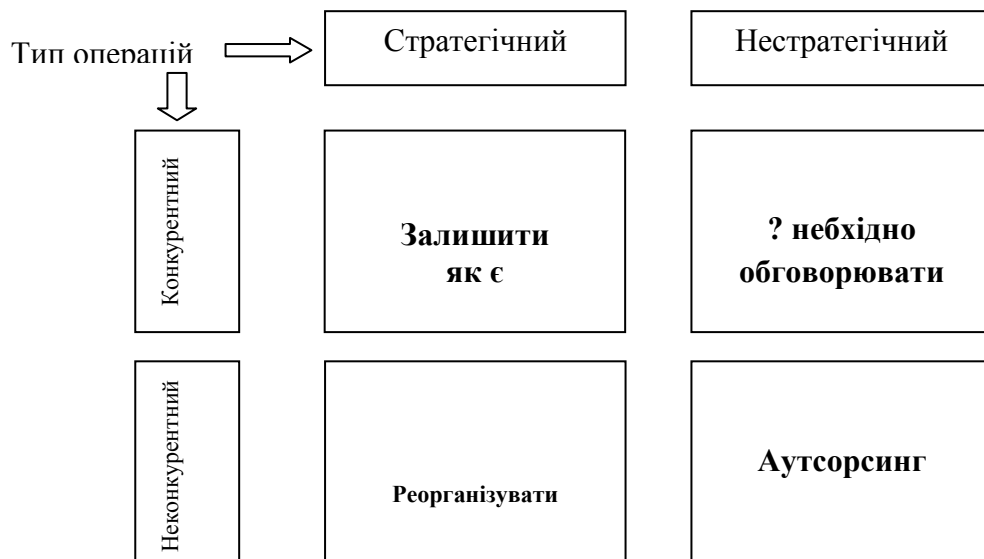 Тип операцій
Стратегічний
Нестратегічний
Конкурентний
Залишити
як є
? небхідно
обговорювати
Неконкурентний
Реорганізувати
Аутсорсинг